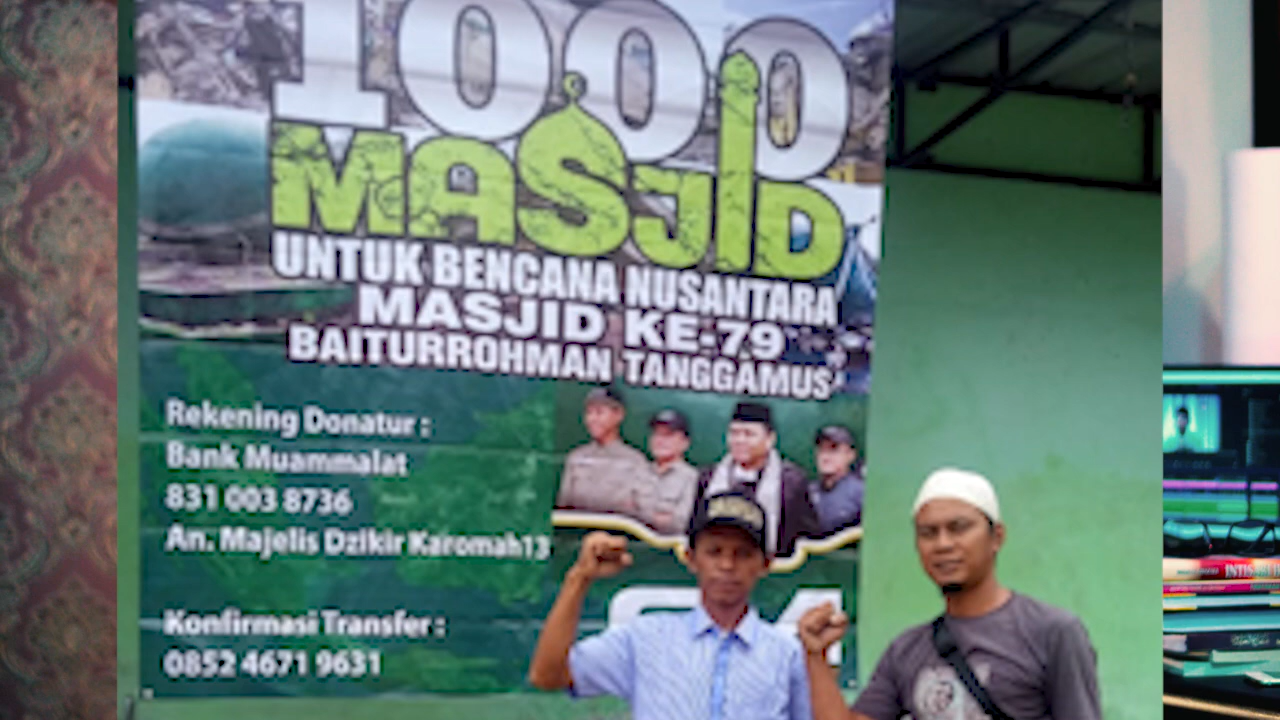 1000
MASJID
UNTUK BENCANA NUSANTARA
MASJID KE-79
BAITURROHMAN TANGGAMUS
Rekening Donatur :
Bank Muammalat
831 003 8736
An. Majelis Dzikir Karomah13
Konfirmasi Transfer :
0852 4671 9631